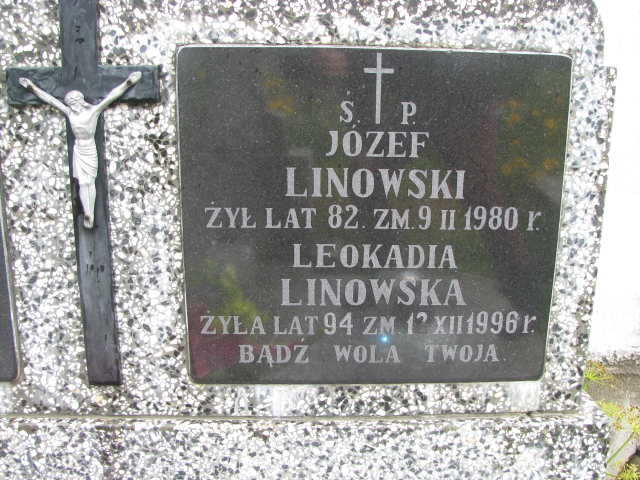 Ś. P.
JÓZEF
LINOWSKI
ŻYŁ LAT 82. ZM. 9 II 1980 r.
LEOKADIA
LINOWSKA
ŻYŁA LAT 94 ZM. XII 1996 r.
BĄDŹ WOLA TWOJA.